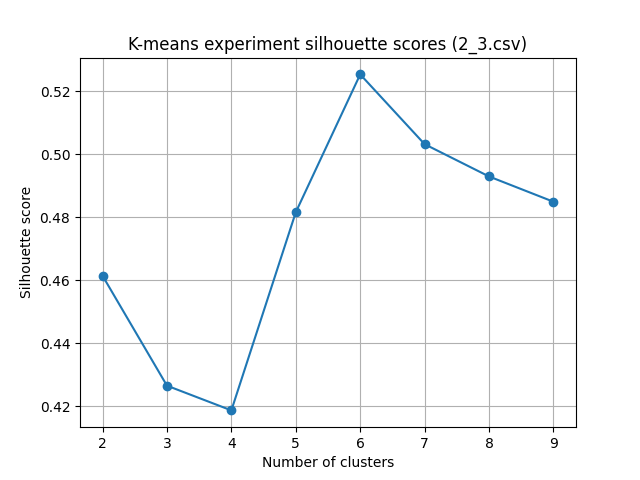 K-means experiment silhouette scores (2_3.csv)
Silhouette score
0.52
0.50
0.48
0.46
0.44
0.42
2 3 4 5 6 7 8 9
Number of clusters